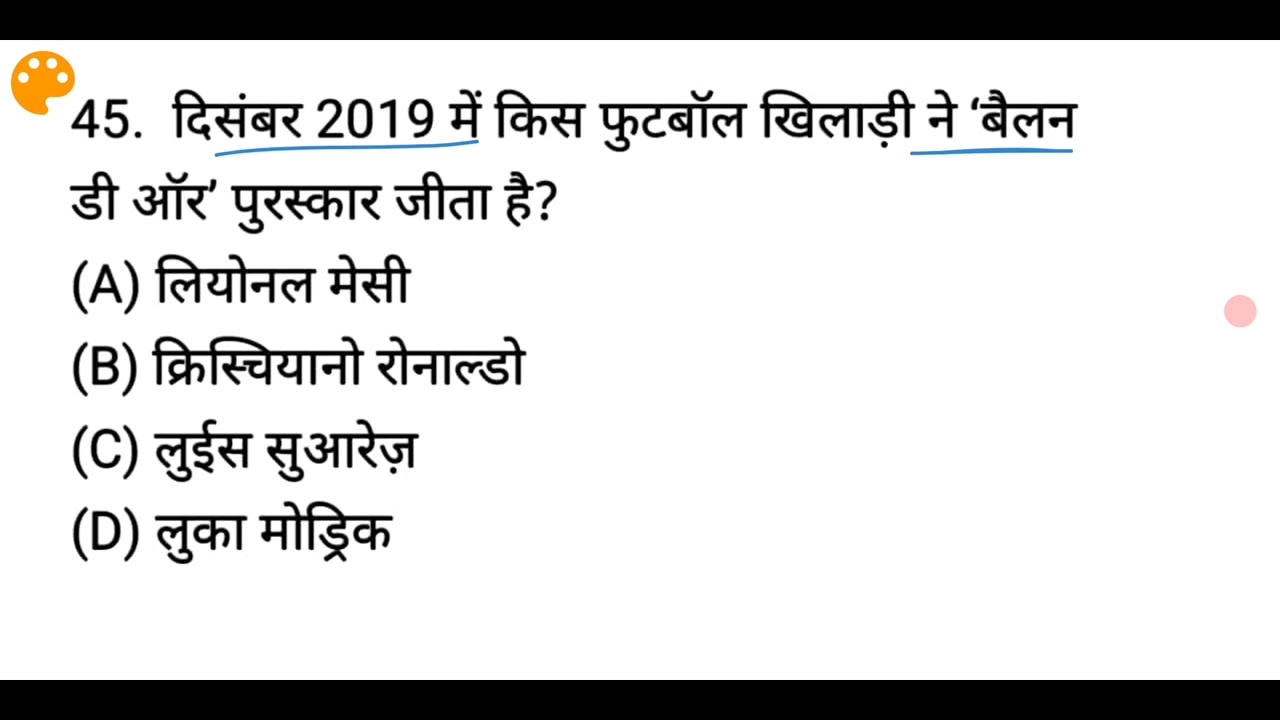 45. दिसंबर 2019 में किस फुटबॉल खिलाड़ी ने ‘बैलन
डी ऑर’ पुरस्कार जीता है?
(A) लियोनल मेसी
(B) क्रिस्चियानो रोनाल्डो
(C) लुईस सुआरेज़
(D) लुका मोड्रिक